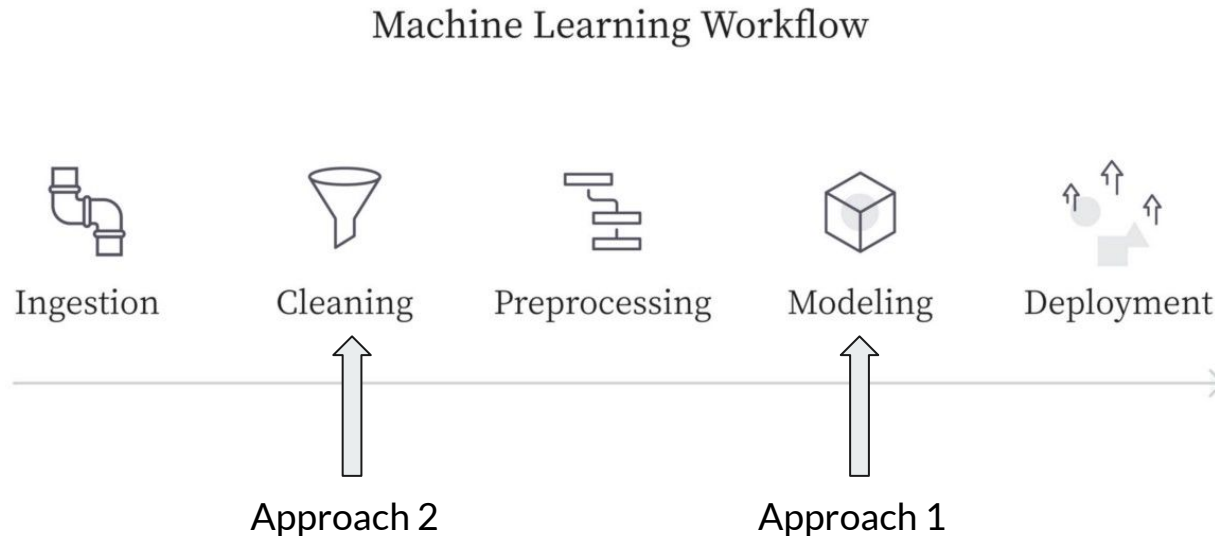 Machine Learning Workflow
Ingestion
Cleaning
Preprocessing
Modeling
Deployment
Approach 2
Approach 1